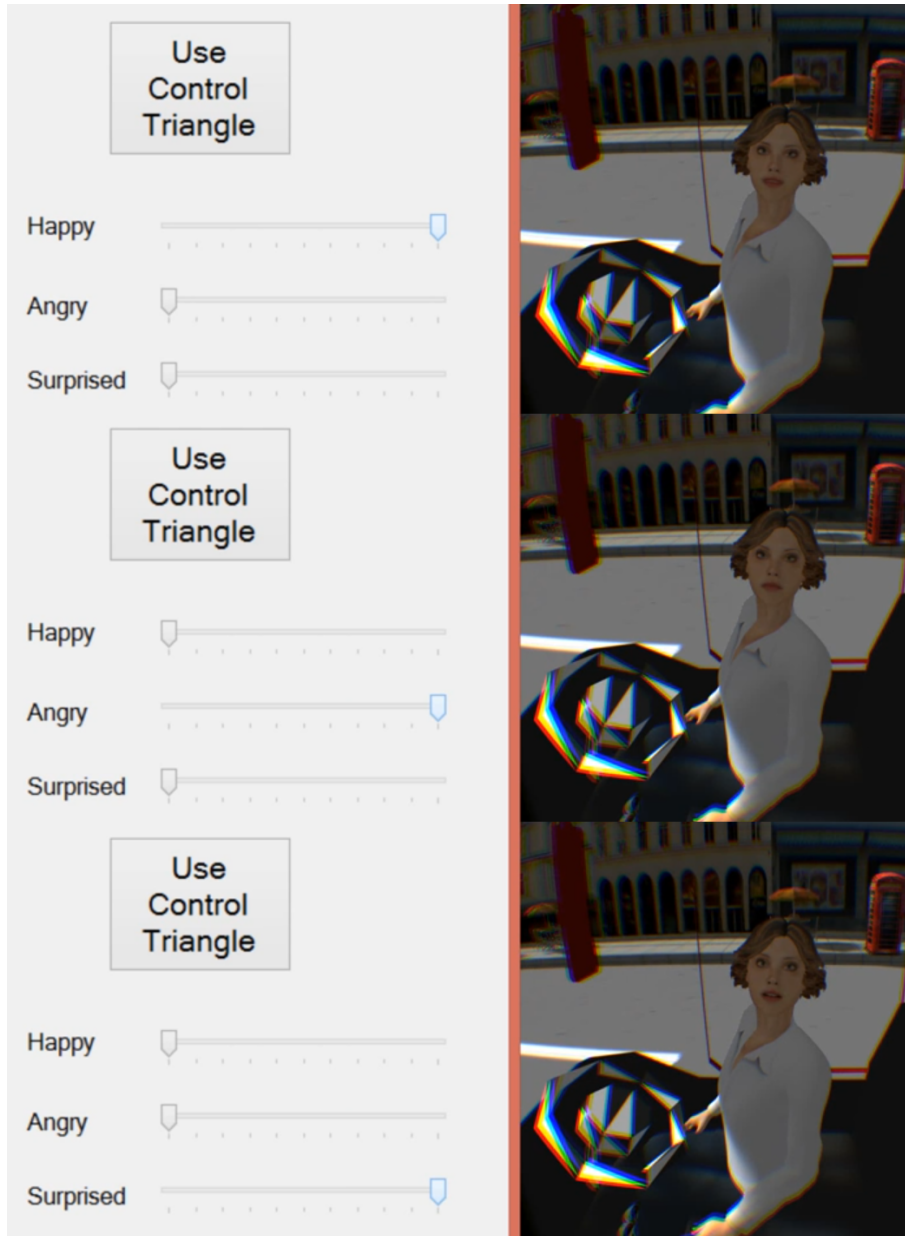 Use
Control
Triangle
Happy
Angry
Surprised
Use
Control
Triangle
Happy
Angry
Surprised
Use
Control
Triangle
Happy
Angry
Surprised